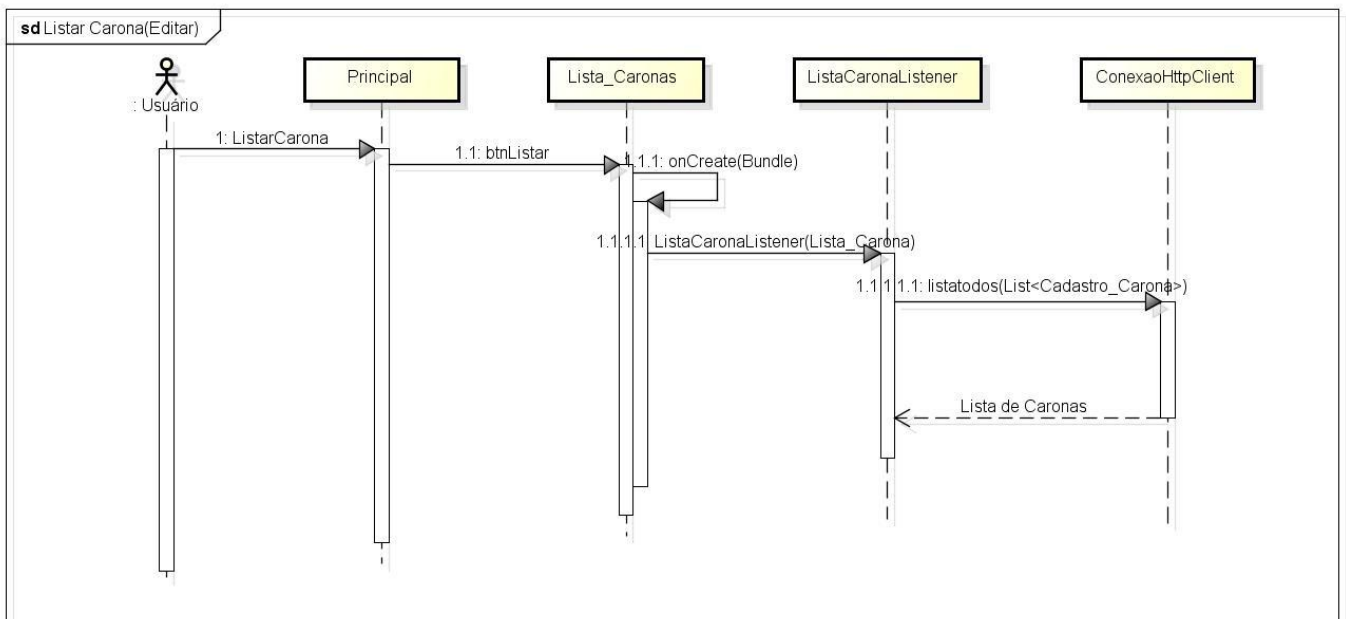 sd Listar Carona(Editar)
: Usuário
Principal
Lista_Caronas
ListaCaronaListener
ConexaoHttpClient
1: ListarCarona
1.1: btnListar
1.1.1: onCreate(Bundle)
1.1.1.1: ListaCaronaListener(Lista_Carona)
1.1.1.1.1: listatodos(List<Cadastro_Carona>)
Lista de Caronas